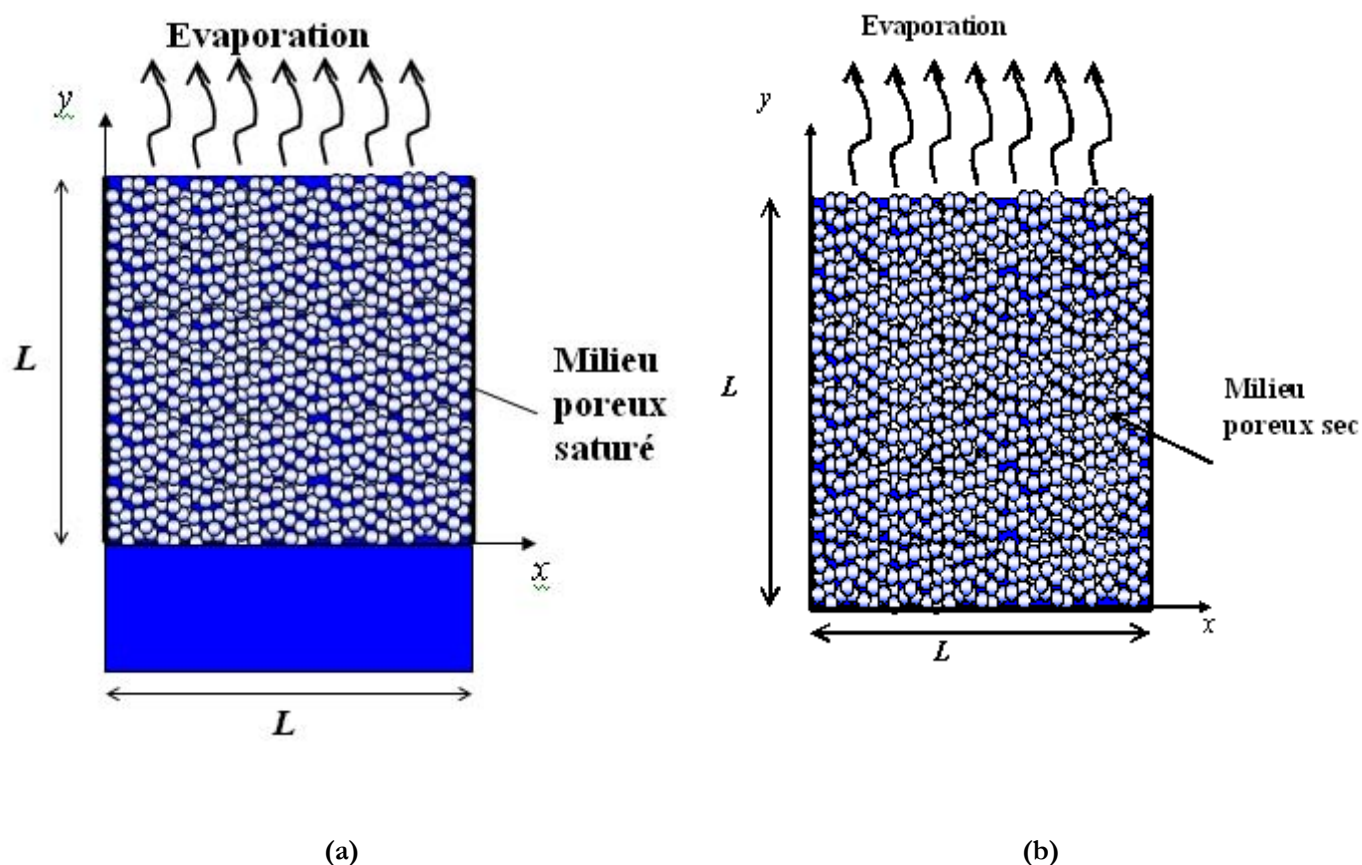 Evaporation
y
L
Milieu
poreux
saturé
x
L
(a)
Evaporation
y
L
Milieu
poreux sec
x
L
(b)